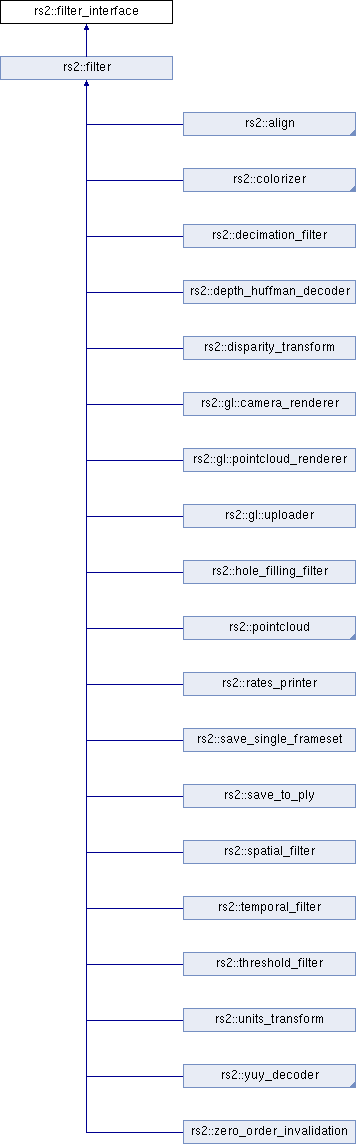 rs2::filter_interface
rs2::filter
rs2::align
rs2::colorizer
rs2::decimation_filter
rs2::depth_huffman_decoder
rs2::disparity_transform
rs2::gl::camera_renderer
rs2::gl::pointcloud_renderer
rs2::gl::uploader
rs2::hole_filling_filter
rs2::pointcloud
rs2::rates_printer
rs2::save_single_frameset
rs2::save_to_ply
rs2::spatial_filter
rs2::temporal_filter
rs2::threshold_filter
rs2::units_transform
rs2::yuy_decoder
rs2::zero_order_invalidation